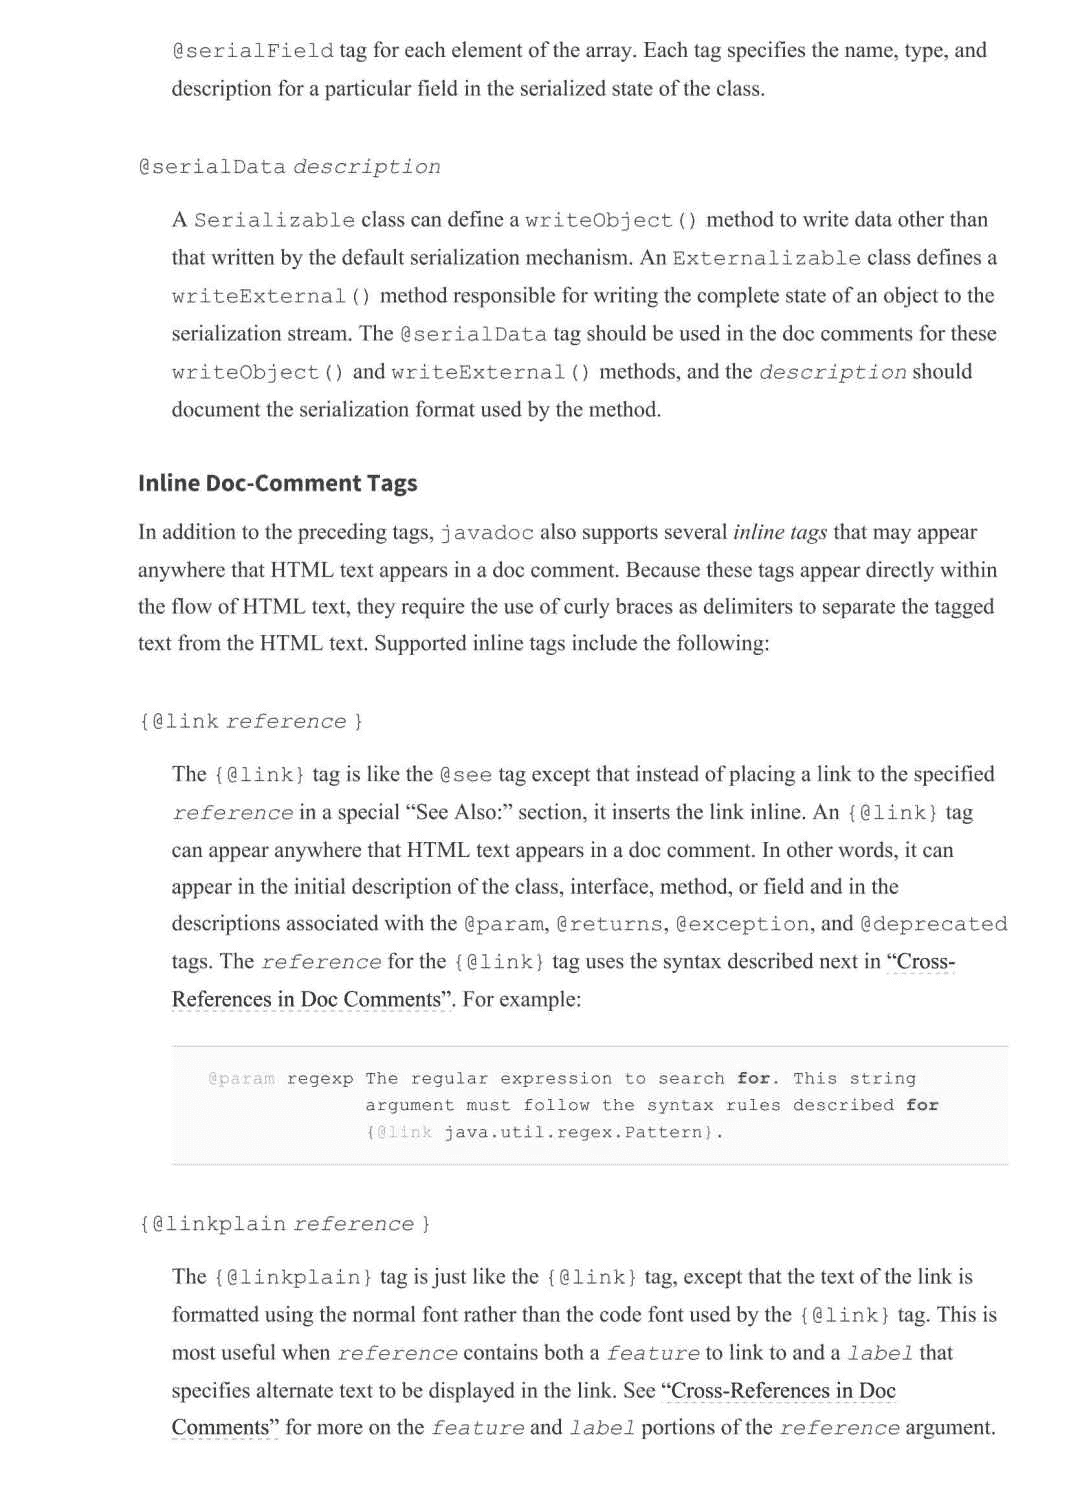 @serialField tag for each element of the array. Each tag specifies the name, type, and
description for a particular field in the serialized state of the class.
@serialData description
A Serializable class can define a writeObject() method to write data other than
that written by the default serialization mechanism. An Externalizable class defines a
writeExternal() method responsible for writing the complete state of an object to the
serialization stream. The @serialData tag should be used in the doc comments for these
writeObject() and writeExternal() methods, and the description should
document the serialization format used by the method.
Inline Doc-Comment Tags
In addition to the preceding tags, javadoc also supports several inline tags that may appear
anywhere that HTML text appears in a doc comment. Because these tags appear directly within
the flow of HTML text, they require the use of curly braces as delimiters to separate the tagged
text from the HTML text. Supported inline tags include the following:
{@link reference }
The {@link} tag is like the @see tag except that instead of placing a link to the specified
reference in a special “See Also:” section, it inserts the link inline. An {@link} tag
can appear anywhere that HTML text appears in a doc comment. In other words, it can
appear in the initial description of the class, interface, method, or field and in the
descriptions associated with the @param, @returns, @exception, and @deprecated
tags. The reference for the {@link} tag uses the syntax described next in “Cross-
References in Doc Comments”. For example:
@param regexp The regular expression to search for. This string
argument must follow the syntax rules described for
{@link java.util.regex.Pattern}.
{@linkplain reference }
The {@linkplain} tag is just like the {@link} tag, except that the text of the link is
formatted using the normal font rather than the code font used by the {@link} tag. This is
most useful when reference contains both a feature to link to and a label that
specifies alternate text to be displayed in the link. See “Cross-References in Doc
Comments” for more on the feature and label portions of the reference argument.